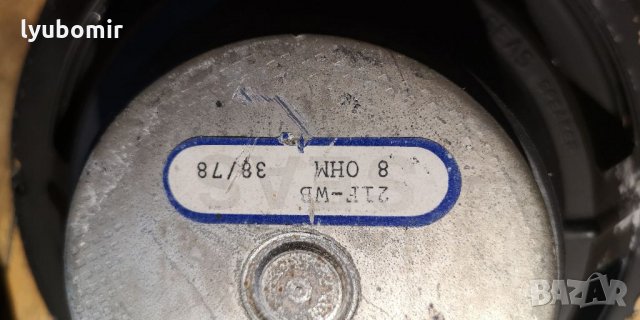 lyubomir
21F-WB
8 OHM 38/78
BAZAR